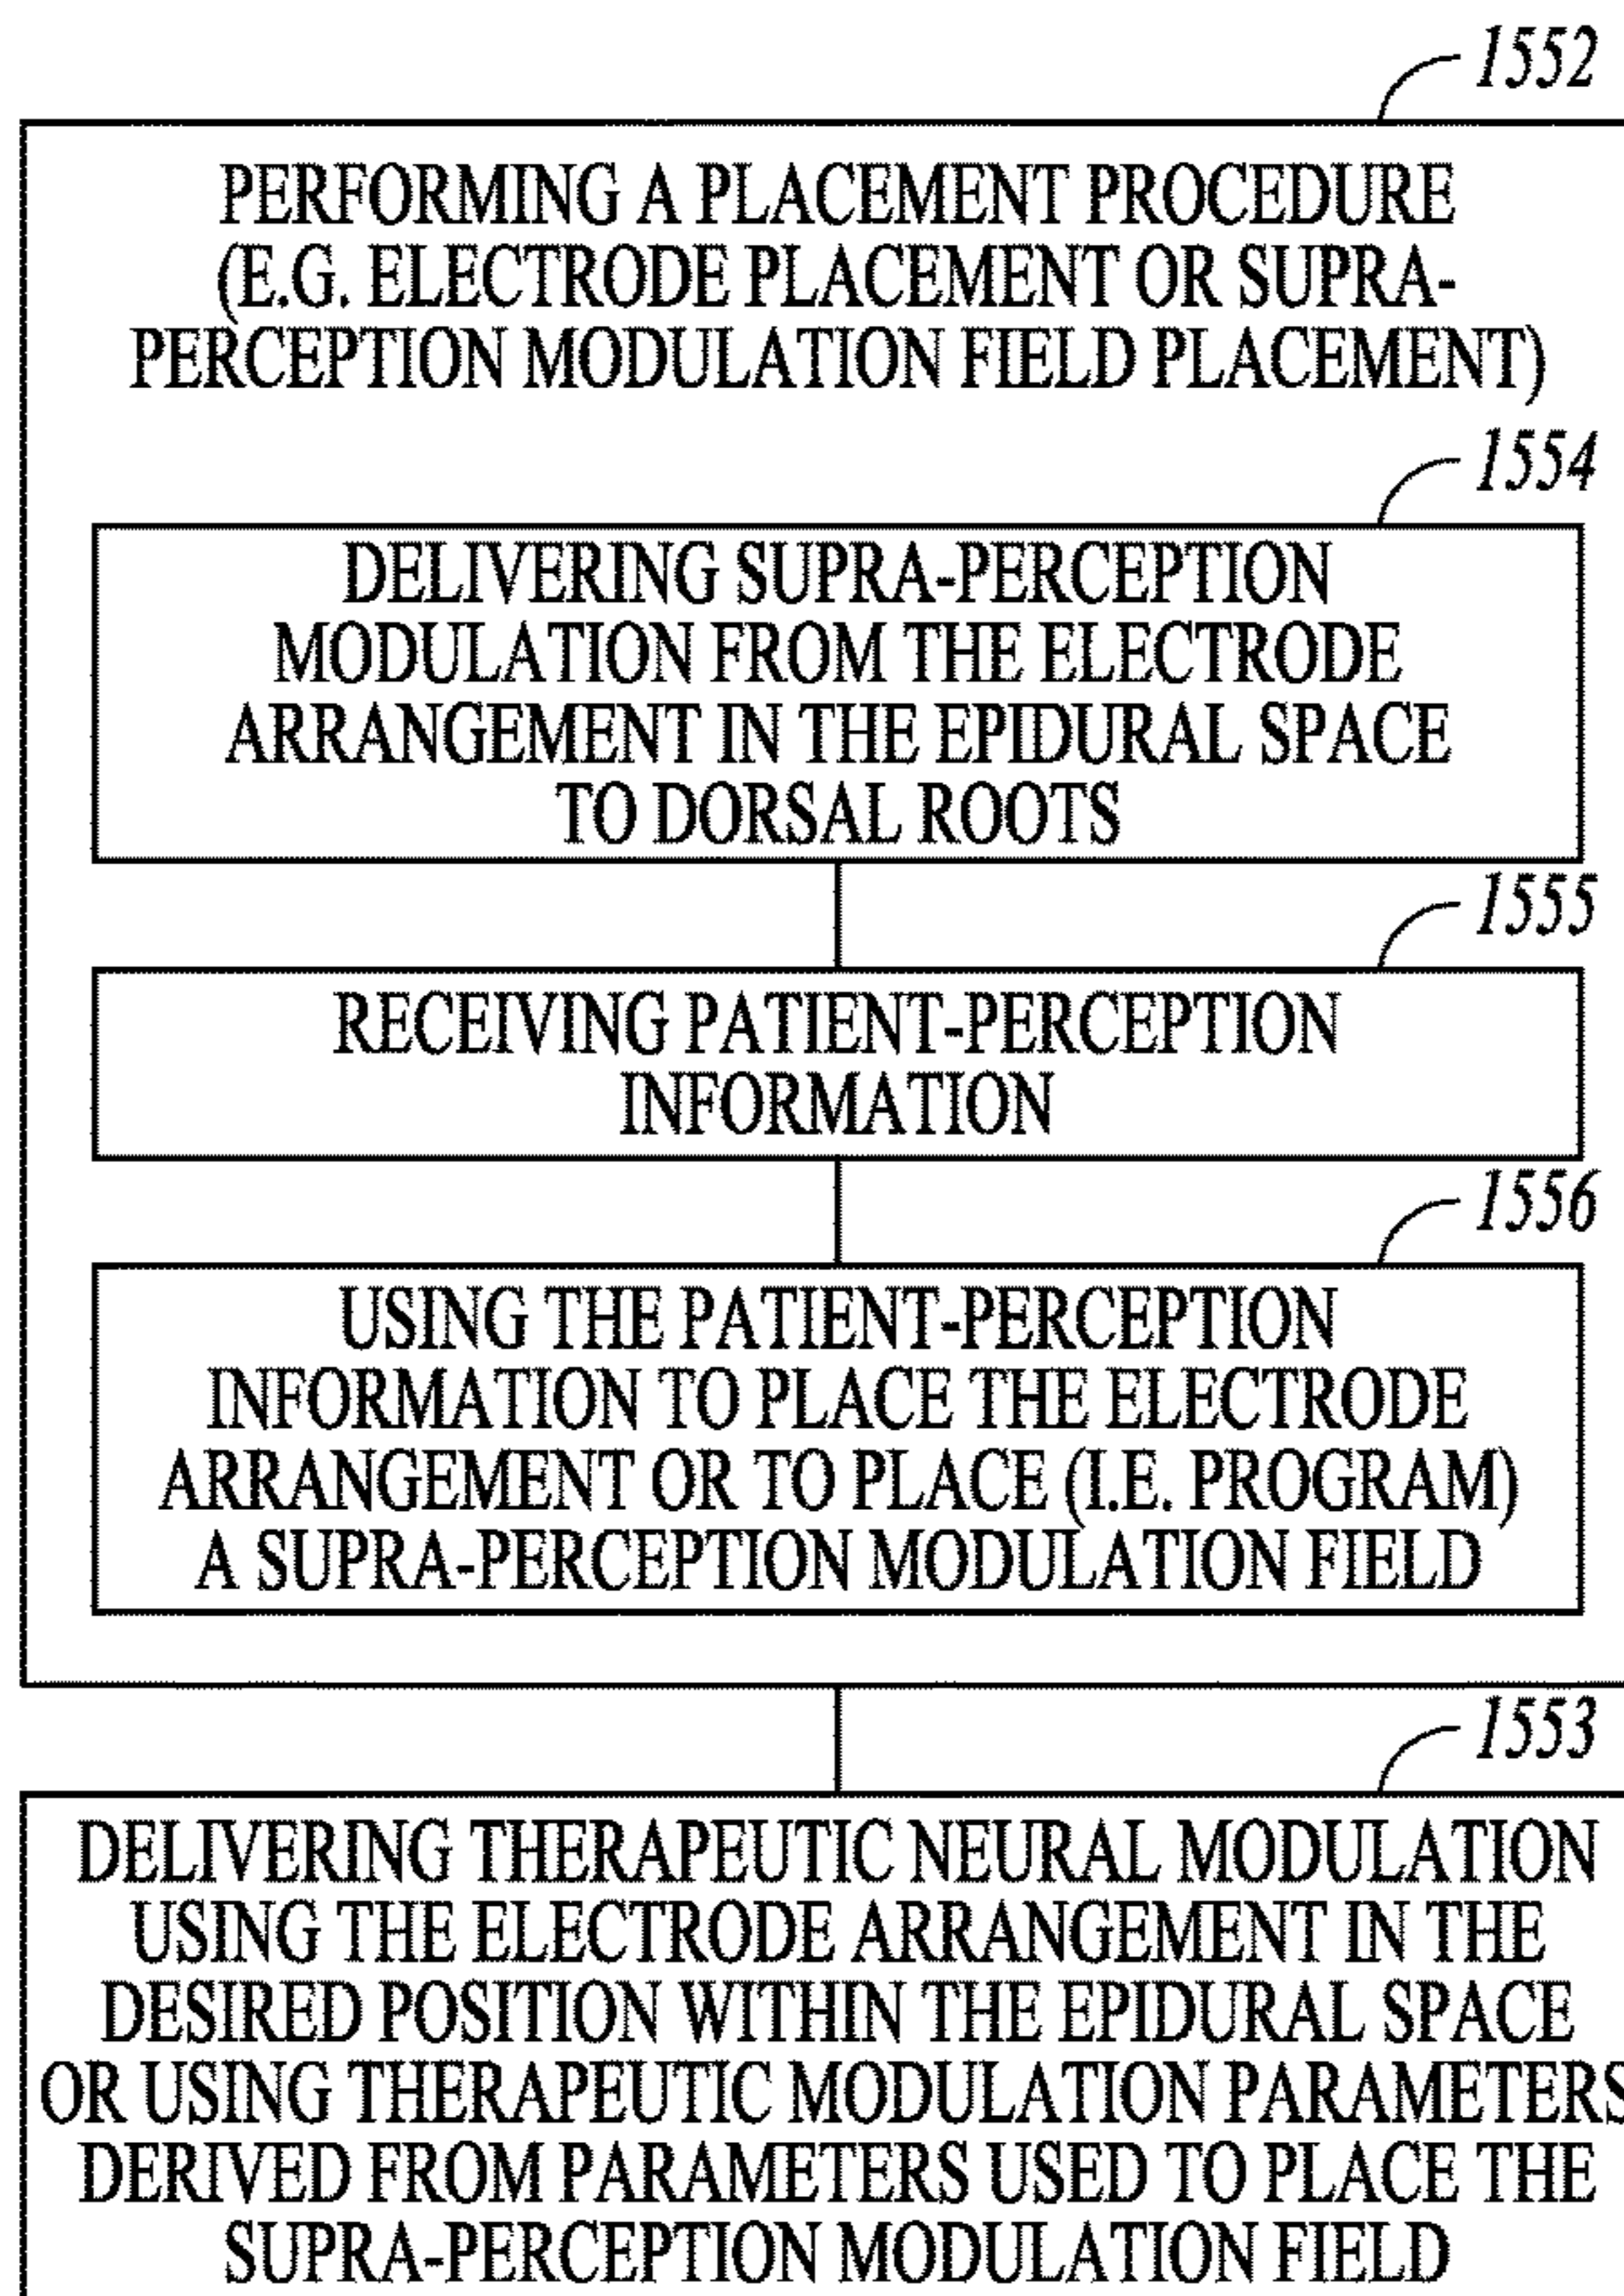 1552
PERFORMING A PLACEMENT PROCEDURE
(E.G. ELECTRODE PLACEMENT OR SUPRA-
PERCEPTION MODULATION FIELD PLACEMENT)
1554
DELIVERING SUPRA-PERCEPTION
MODULATION FROM THE ELECTRODE
ARRANGEMENT IN THE EPIDURAL SPACE
TO DORSAL ROOTS
1555
RECEIVING PATIENT-PERCEPTION
INFORMATION
1556
USING THE PATIENT-PERCEPTION
INFORMATION TO PLACE THE ELECTRODE
ARRANGEMENT OR TO PLACE (I.E. PROGRAM)
A SUPRA-PERCEPTION MODULATION FIELD
1553
DELIVERING THERAPEUTIC NEURAL MODULATION
USING THE ELECTRODE ARRANGEMENT IN THE
DESIRED POSITION WITHIN THE EPIDURAL SPACE
OR USING THERAPEUTIC MODULATION PARAMETERS
DERIVED FROM PARAMETERS USED TO PLACE THE
SUPRA-PERCEPTION MODULATION FIELD